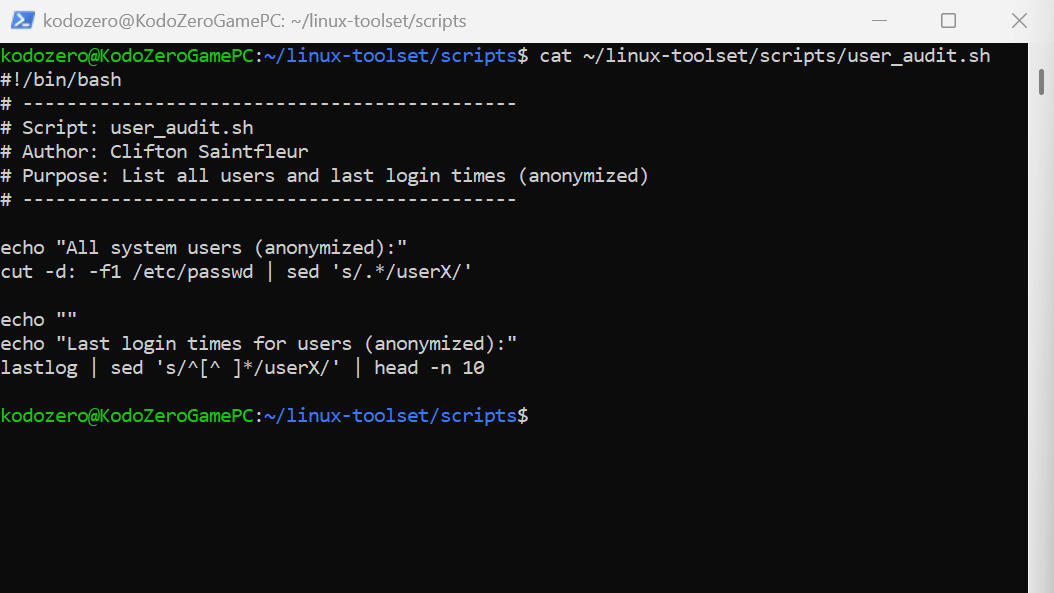 kodozero@KodoZeroGamePC: ~/linux-toolset/scripts
kodozero@KodoZeroGamePC:~/linux-toolset/scripts$ cat ~/linux-toolset/scripts/user_audit.sh
#!/bin/bash
# ---------------------------------------------
# Script: user_audit.sh
# Author: Clifton Saintfleur
# Purpose: List all users and last login times (anonymized)
# ---------------------------------------------

echo "All system users (anonymized):"
cut -d: -f1 /etc/passwd | sed 's/.*/userX/'

echo ""
echo "Last login times for users (anonymized):"
lastlog | sed 's/^[^ ]*/userX/' | head -n 10

kodozero@KodoZeroGamePC:~/linux-toolset/scripts$